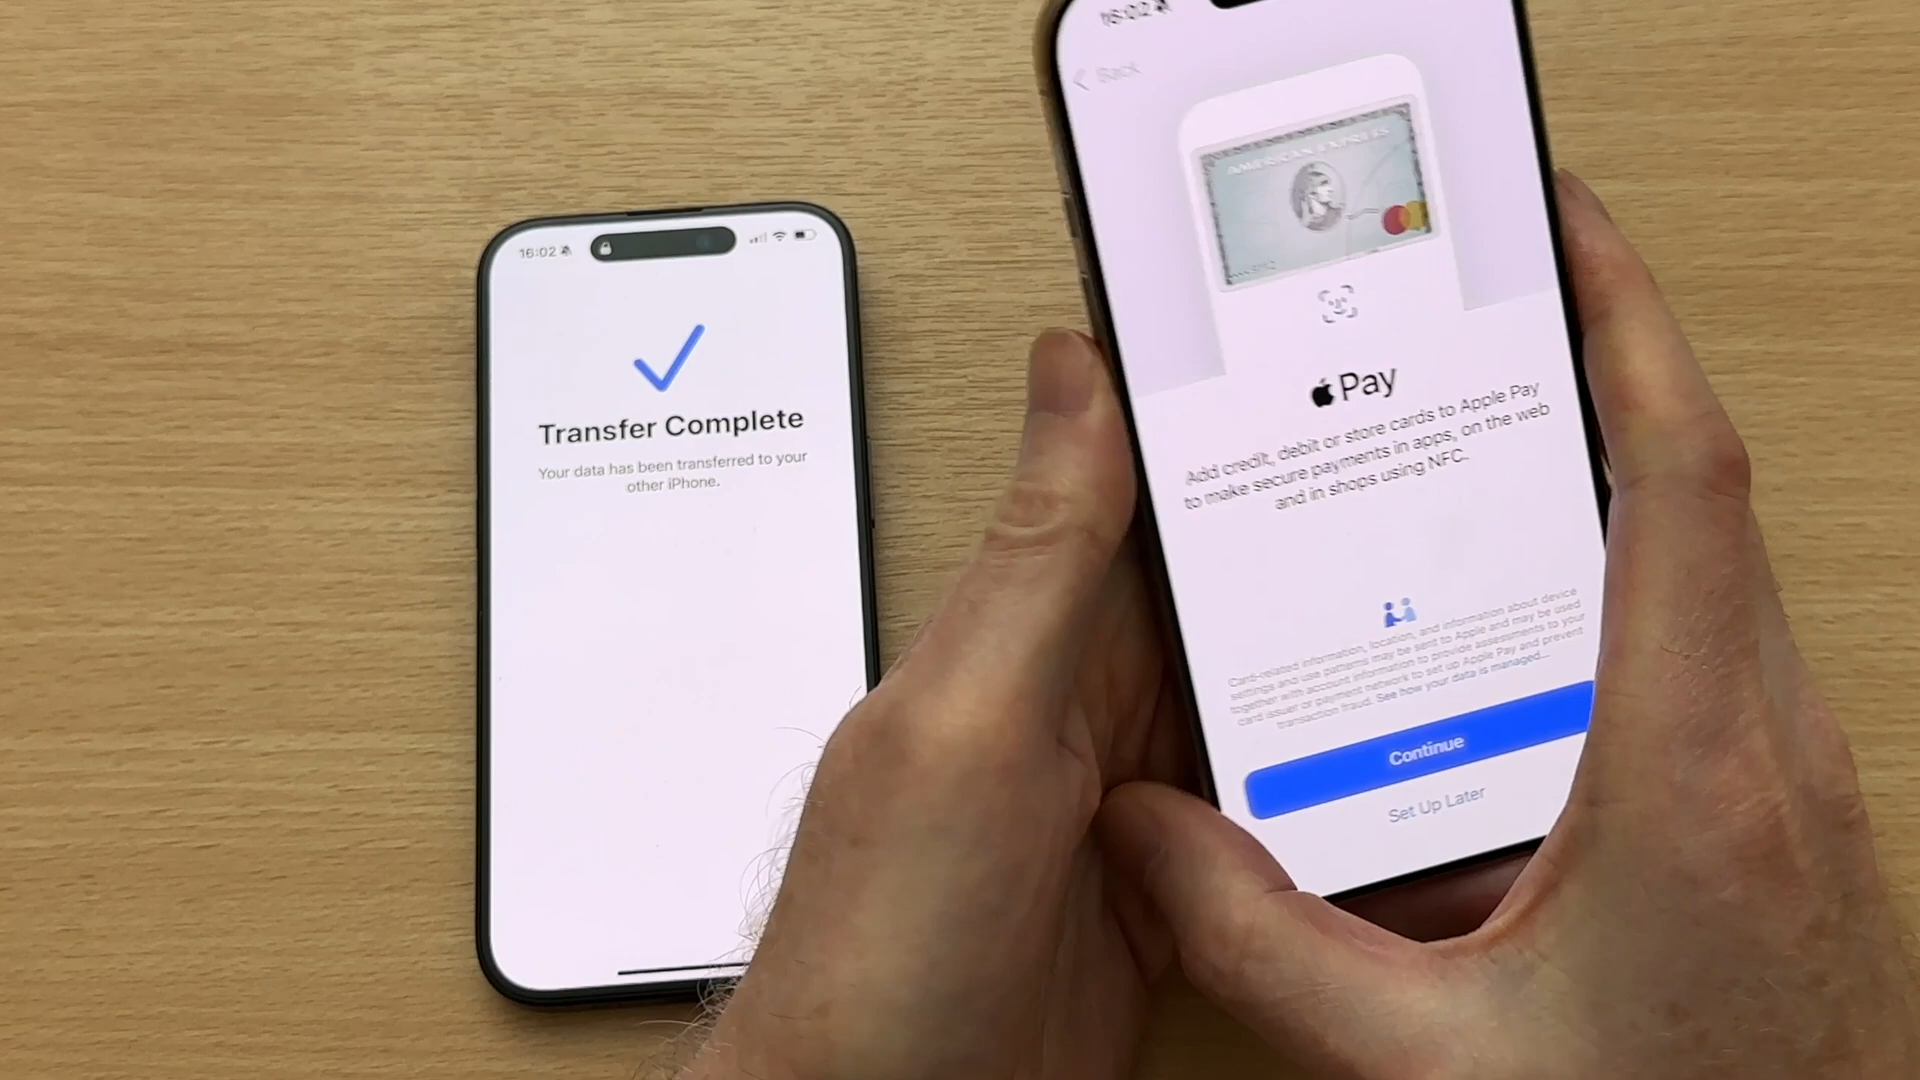 16:02
Transfer Complete
Your data has been transferred to your
other iPhone.
16:02
Back
AMERICAN EXPRESS
Pay
Add credit, debit or store cards to Apple Pay
to make secure payments in apps, on the web
and in shops using NFC.
Card-related information, location, and information about device
settings and use patterns may be sent to Apple and may be used
together with account information to provide assessments to your
card issuer or payment network to set up Apple Pay and prevent
transaction fraud. See how your data is managed...
Continue
Set Up Later